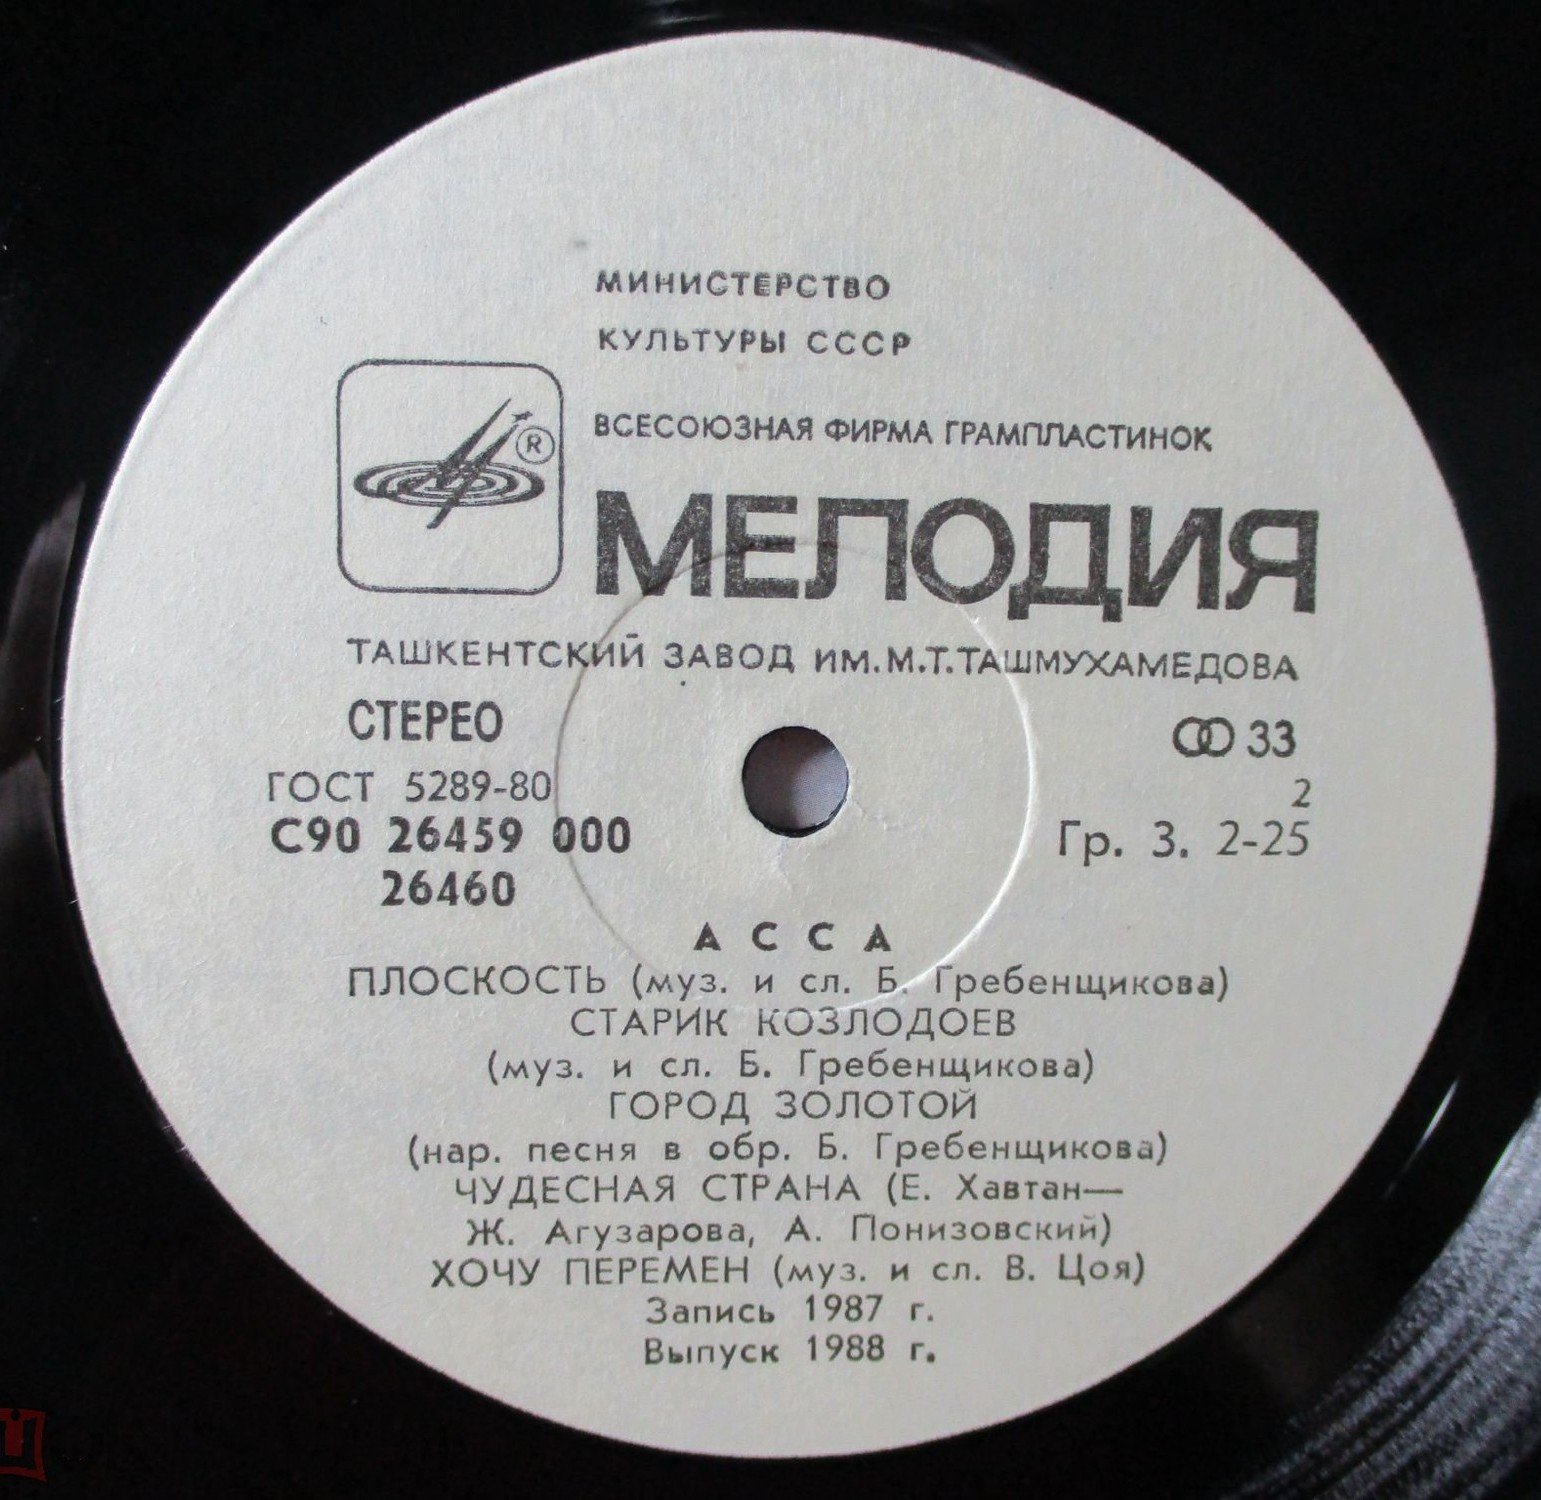 МИНИСТЕРСТВО
КУЛЬТУРЫ СССР
ВСЕСОЮЗНАЯ ФИРМА ГРАМПЛАСТИНОК
®
МЕЛОДИЯ
ТАШКЕНТСКИЙ ЗАВОД ИМ.М.Т.ТАШМУХАМЕДОВА
СТЕРЕО
33
ГОСТ 5289-80
2
С90 26459 000
Гр. 3. 2-25
26460
АССА
ПЛОСКОСТЬ (муз. и сл. Б. Гребенщикова)
СТАРИК КОЗЛОДОЕВ
(муз. и сл. Б. Гребенщикова)
ГОРОД ЗОЛОТОЙ
(нар. песня в обр. Б. Гребенщикова)
ЧУДЕСНАЯ СТРАНА (Е. Хавтан—
Ж. Агузарова, А. Понизовский)
ХОЧУ ПЕРЕМЕН (муз. и сл. В. Цоя)
Запись 1987 г.
Выпуск 1988 г.